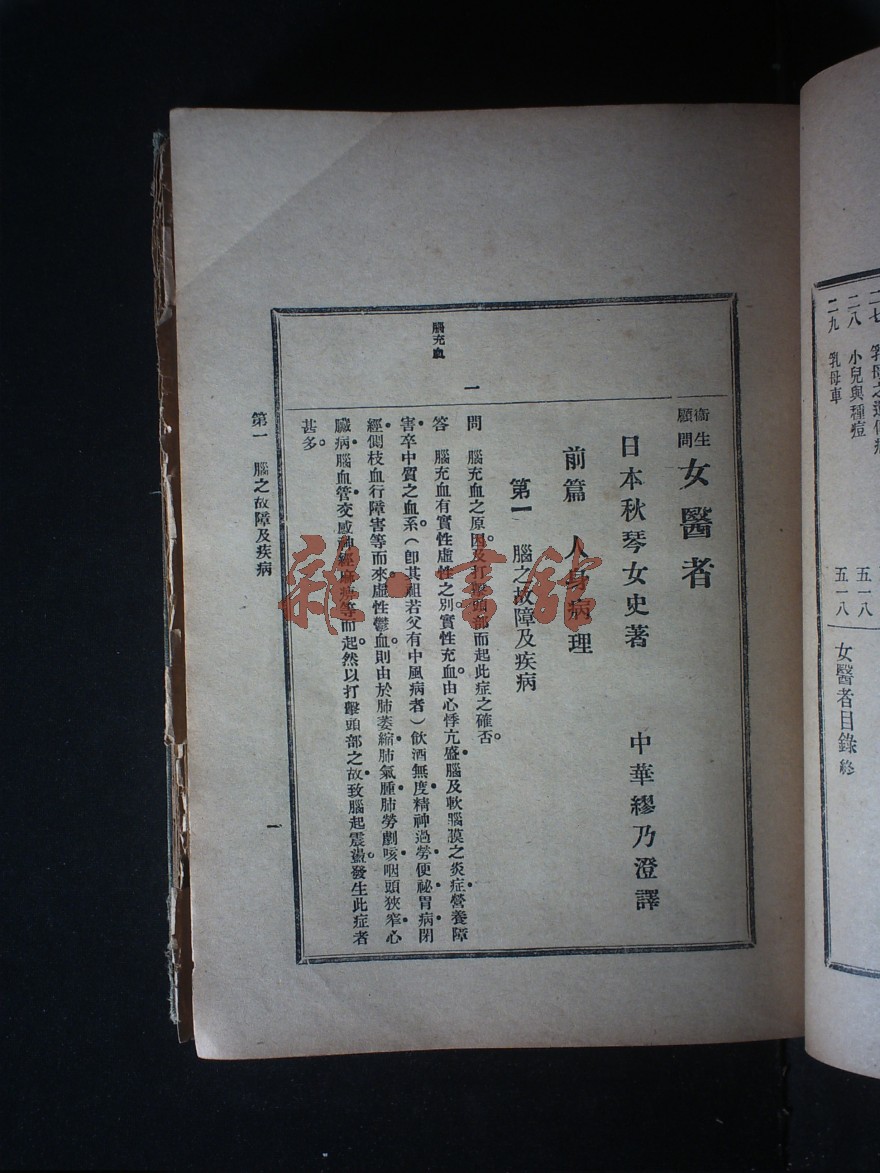 衞生顧問 女醫者
日本秋琴女史著　中華繆乃澄譯
前篇 人身病理
第一 腦之故障及疾病
腦充血
一
問 腦充血之原因及打擊頭部而起此症之確否。
答 腦充血有實性虛性之別。實性充血由心悸亢盛。腦及軟腦膜之炎症。營養障
害。卒中質之血系。（卽其祖若父有中風病者）飮酒無度。精神過勞。便祕。胃病。閉
經。側枝血行障害等而來。虛性鬱血。則由於肺萎縮。肺氣腫。肺勞劇咳。咽頭狹窄。心
臟病。腦血管交感神經麻痹等而起。然以打擊頭部之故。致腦起震盪。發生此症者
甚多。
第一 腦之故障及疾病
一
雜·書館
二八 小兒與種痘
二九 乳母車
五一八
五一八
女醫者目錄 終